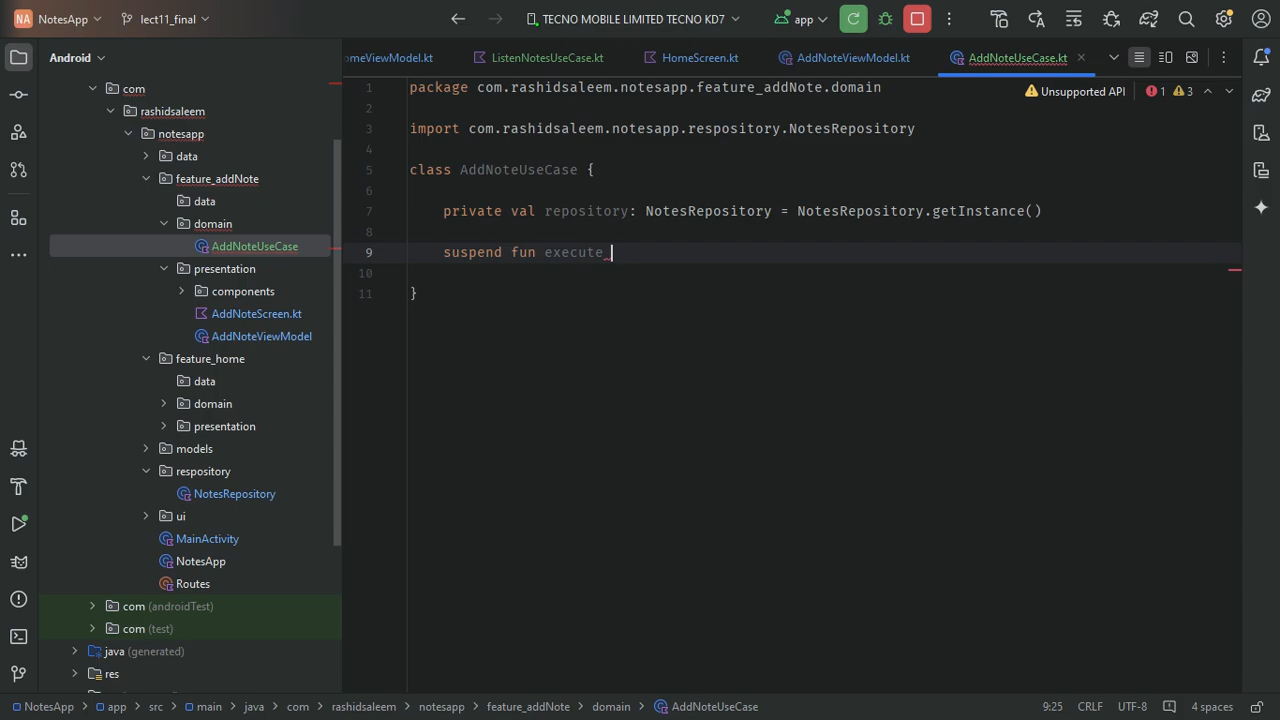 NA NotesApp lect11_final TECNO MOBILE LIMITED TECNO KD7 app
Android
omeViewModel.kt ListenNotesUseCase.kt HomeScreen.kt AddNoteViewModel.kt AddNoteUseCase.kt
com
rashidsaleem
notesapp
data
feature_addNote
data
domain
AddNoteUseCase
presentation
components
AddNoteScreen.kt
AddNoteViewModel
feature_home
data
domain
presentation
models
respository
NotesRepository
ui
MainActivity
NotesApp
Routes
com (androidTest)
com (test)
java (generated)
res
Unsupported API 1 3
1 package com.rashidsaleem.notesapp.feature_addNote.domain
2
3 import com.rashidsaleem.notesapp.respository.NotesRepository
4
5 class AddNoteUseCase {
6
7 private val repository: NotesRepository = NotesRepository.getInstance()
8
9 suspend fun execute
10
11 }
NotesApp app src main java com rashidsaleem notesapp feature_addNote domain AddNoteUseCase 9:25 CRLF UTF-8 4 spaces